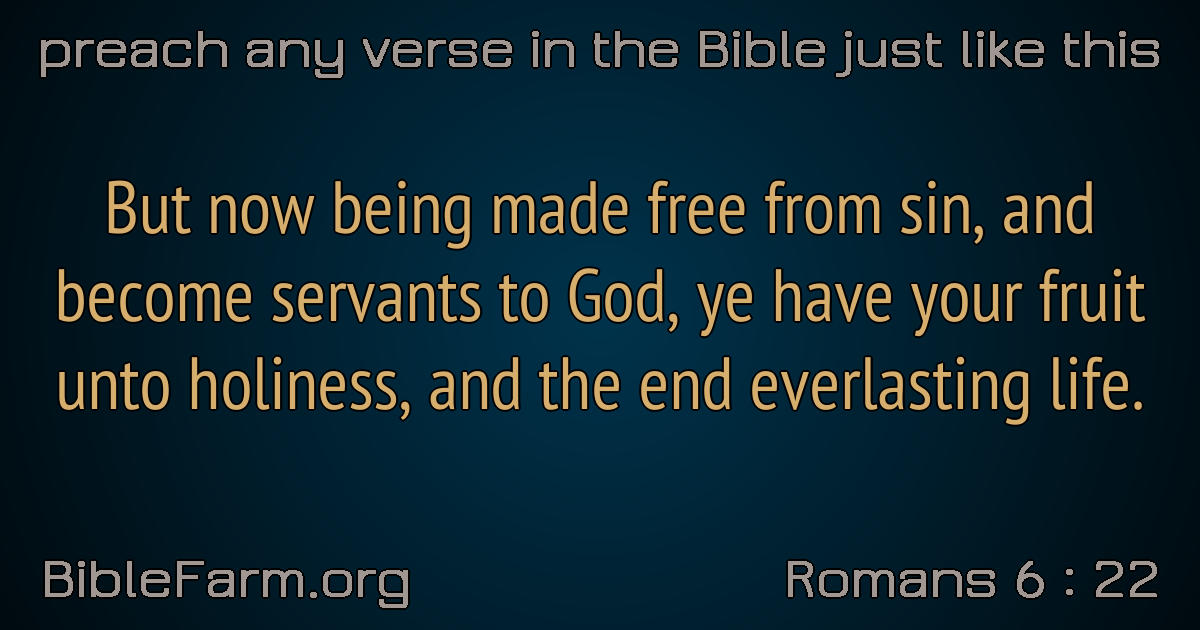 preach any verse in the Bible just like this
But now being made free from sin, and
become servants to God, ye have your fruit
unto holiness, and the end everlasting life.
BibleFarm.org
Romans 6 : 22